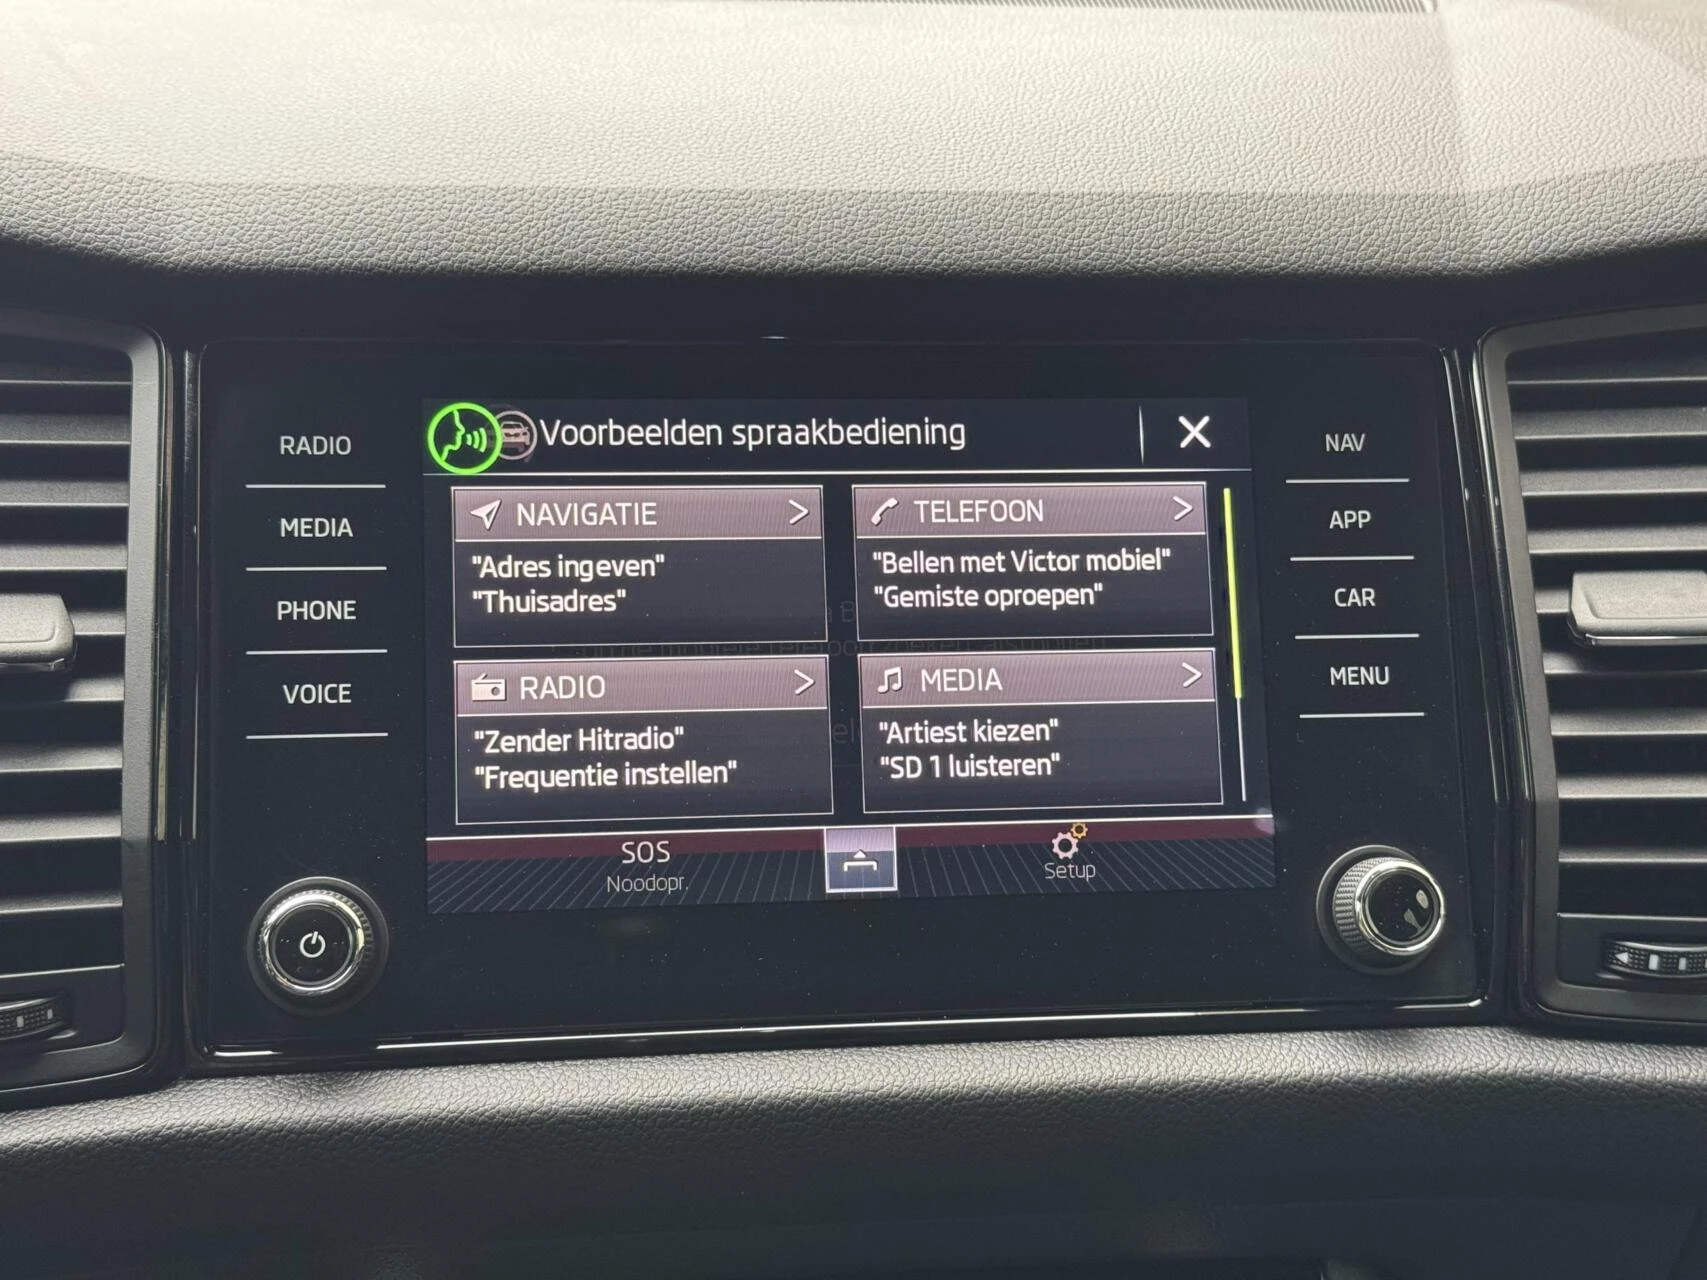 RADIO
MEDIA
PHONE
VOICE
Voorbeelden spraakbediening
NAVIGATIE
"Adres ingeven"
"Thuisadres"
TELEFOON
"Bellen met Victor mobiel"
"Gemiste oproepen"
RADIO
"Zender Hitradio"
"Frequentie instellen"
MEDIA
"Artiest kiezen"
"SD 1 luisteren"
SOS
Noodopr.
Setup
NAV
APP
CAR
MENU